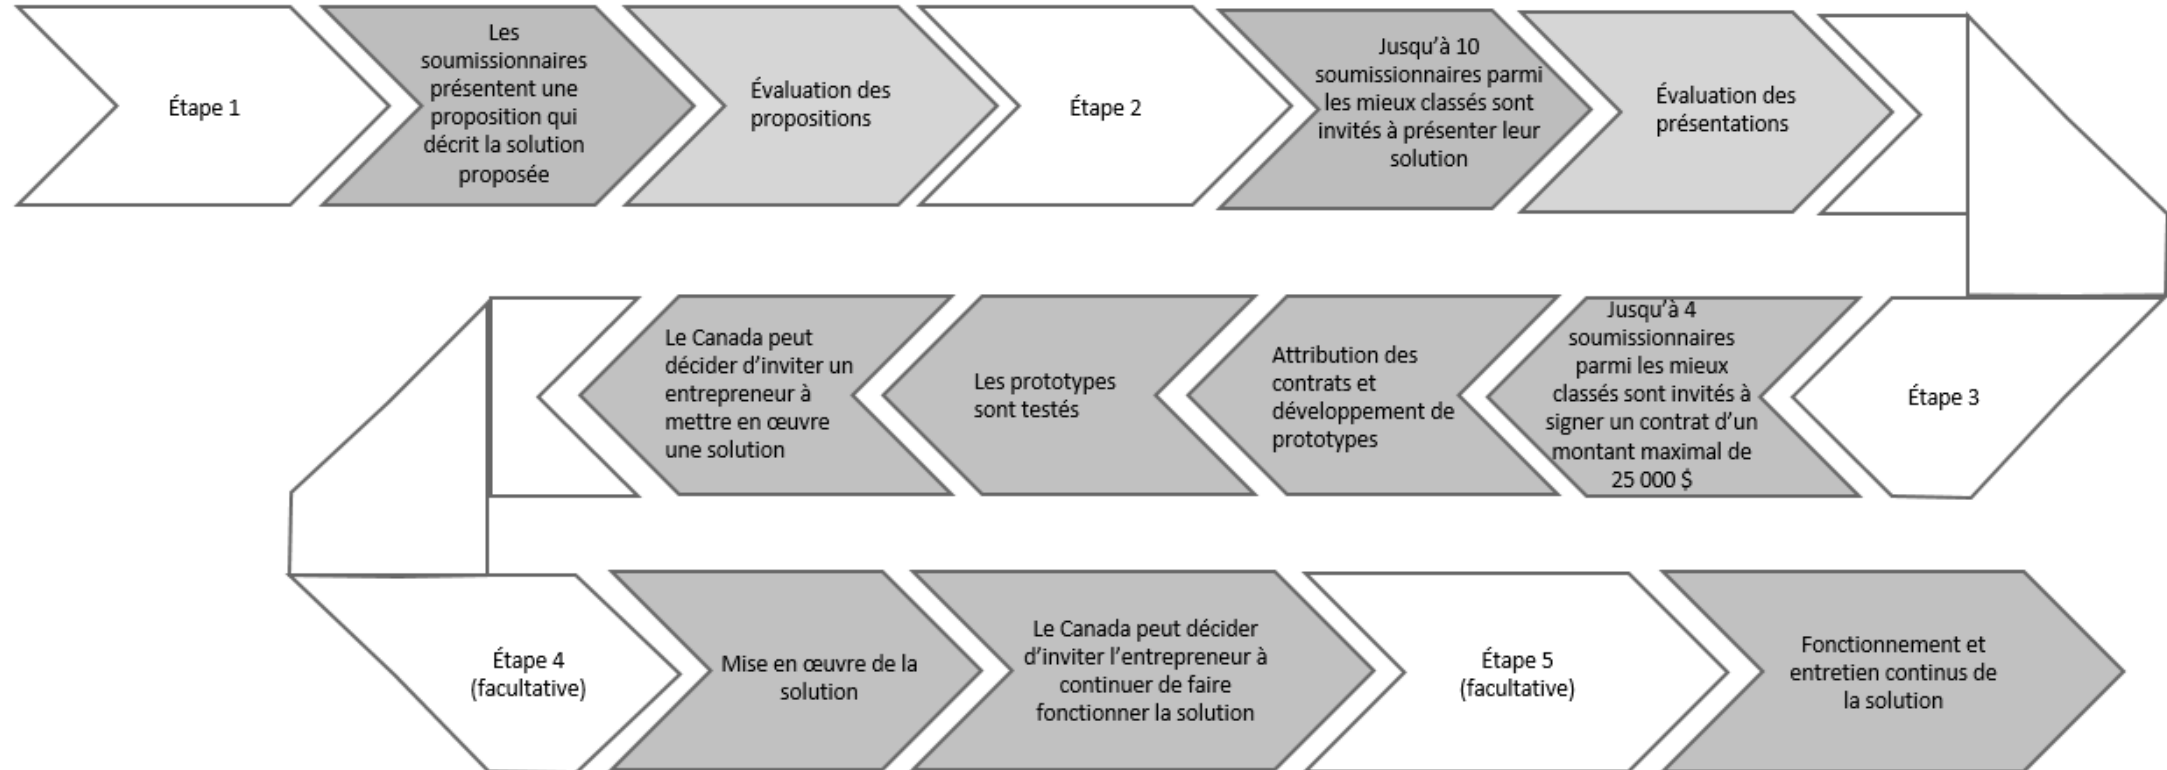 Étape 1
Les
soumissionnaires
présentent une
proposition qui
décrit la solution
proposée
Évaluation des
propositions
Étape 2
Jusqu'à 10
soumissionnaires parmi
les mieux classés sont
invités à présenter leur
solution
Évaluation des
présentations
Étape 3
Jusqu'à 4
soumissionnaires
parmi les mieux
classés sont invités à
signer un contrat d'un
montant maximal de
25 000 $
Attribution des
contrats et
développement de
prototypes
Les prototypes
sont testés
Le Canada peut
décider d'inviter un
entrepreneur à
mettre en œuvre
une solution
Étape 4
(facultative)
Mise en œuvre de la
solution
Le Canada peut décider
d'inviter l'entrepreneur à
continuer de faire
fonctionner la solution
Étape 5
(facultative)
Fonctionnement et
entretien continus de
la solution